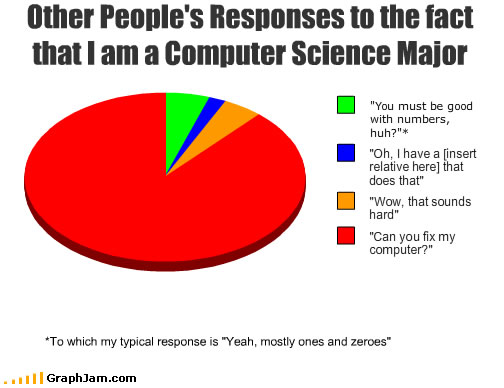 Other People's Responses to the fact
that I am a Computer Science Major
"You must be good
with numbers,
huh?"*
"Oh, I have a [insert
relative here] that
does that"
"Wow, that sounds
hard"
"Can you fix my
computer?"
*To which my typical response is "Yeah, mostly ones and zeroes"
GraphJam.com